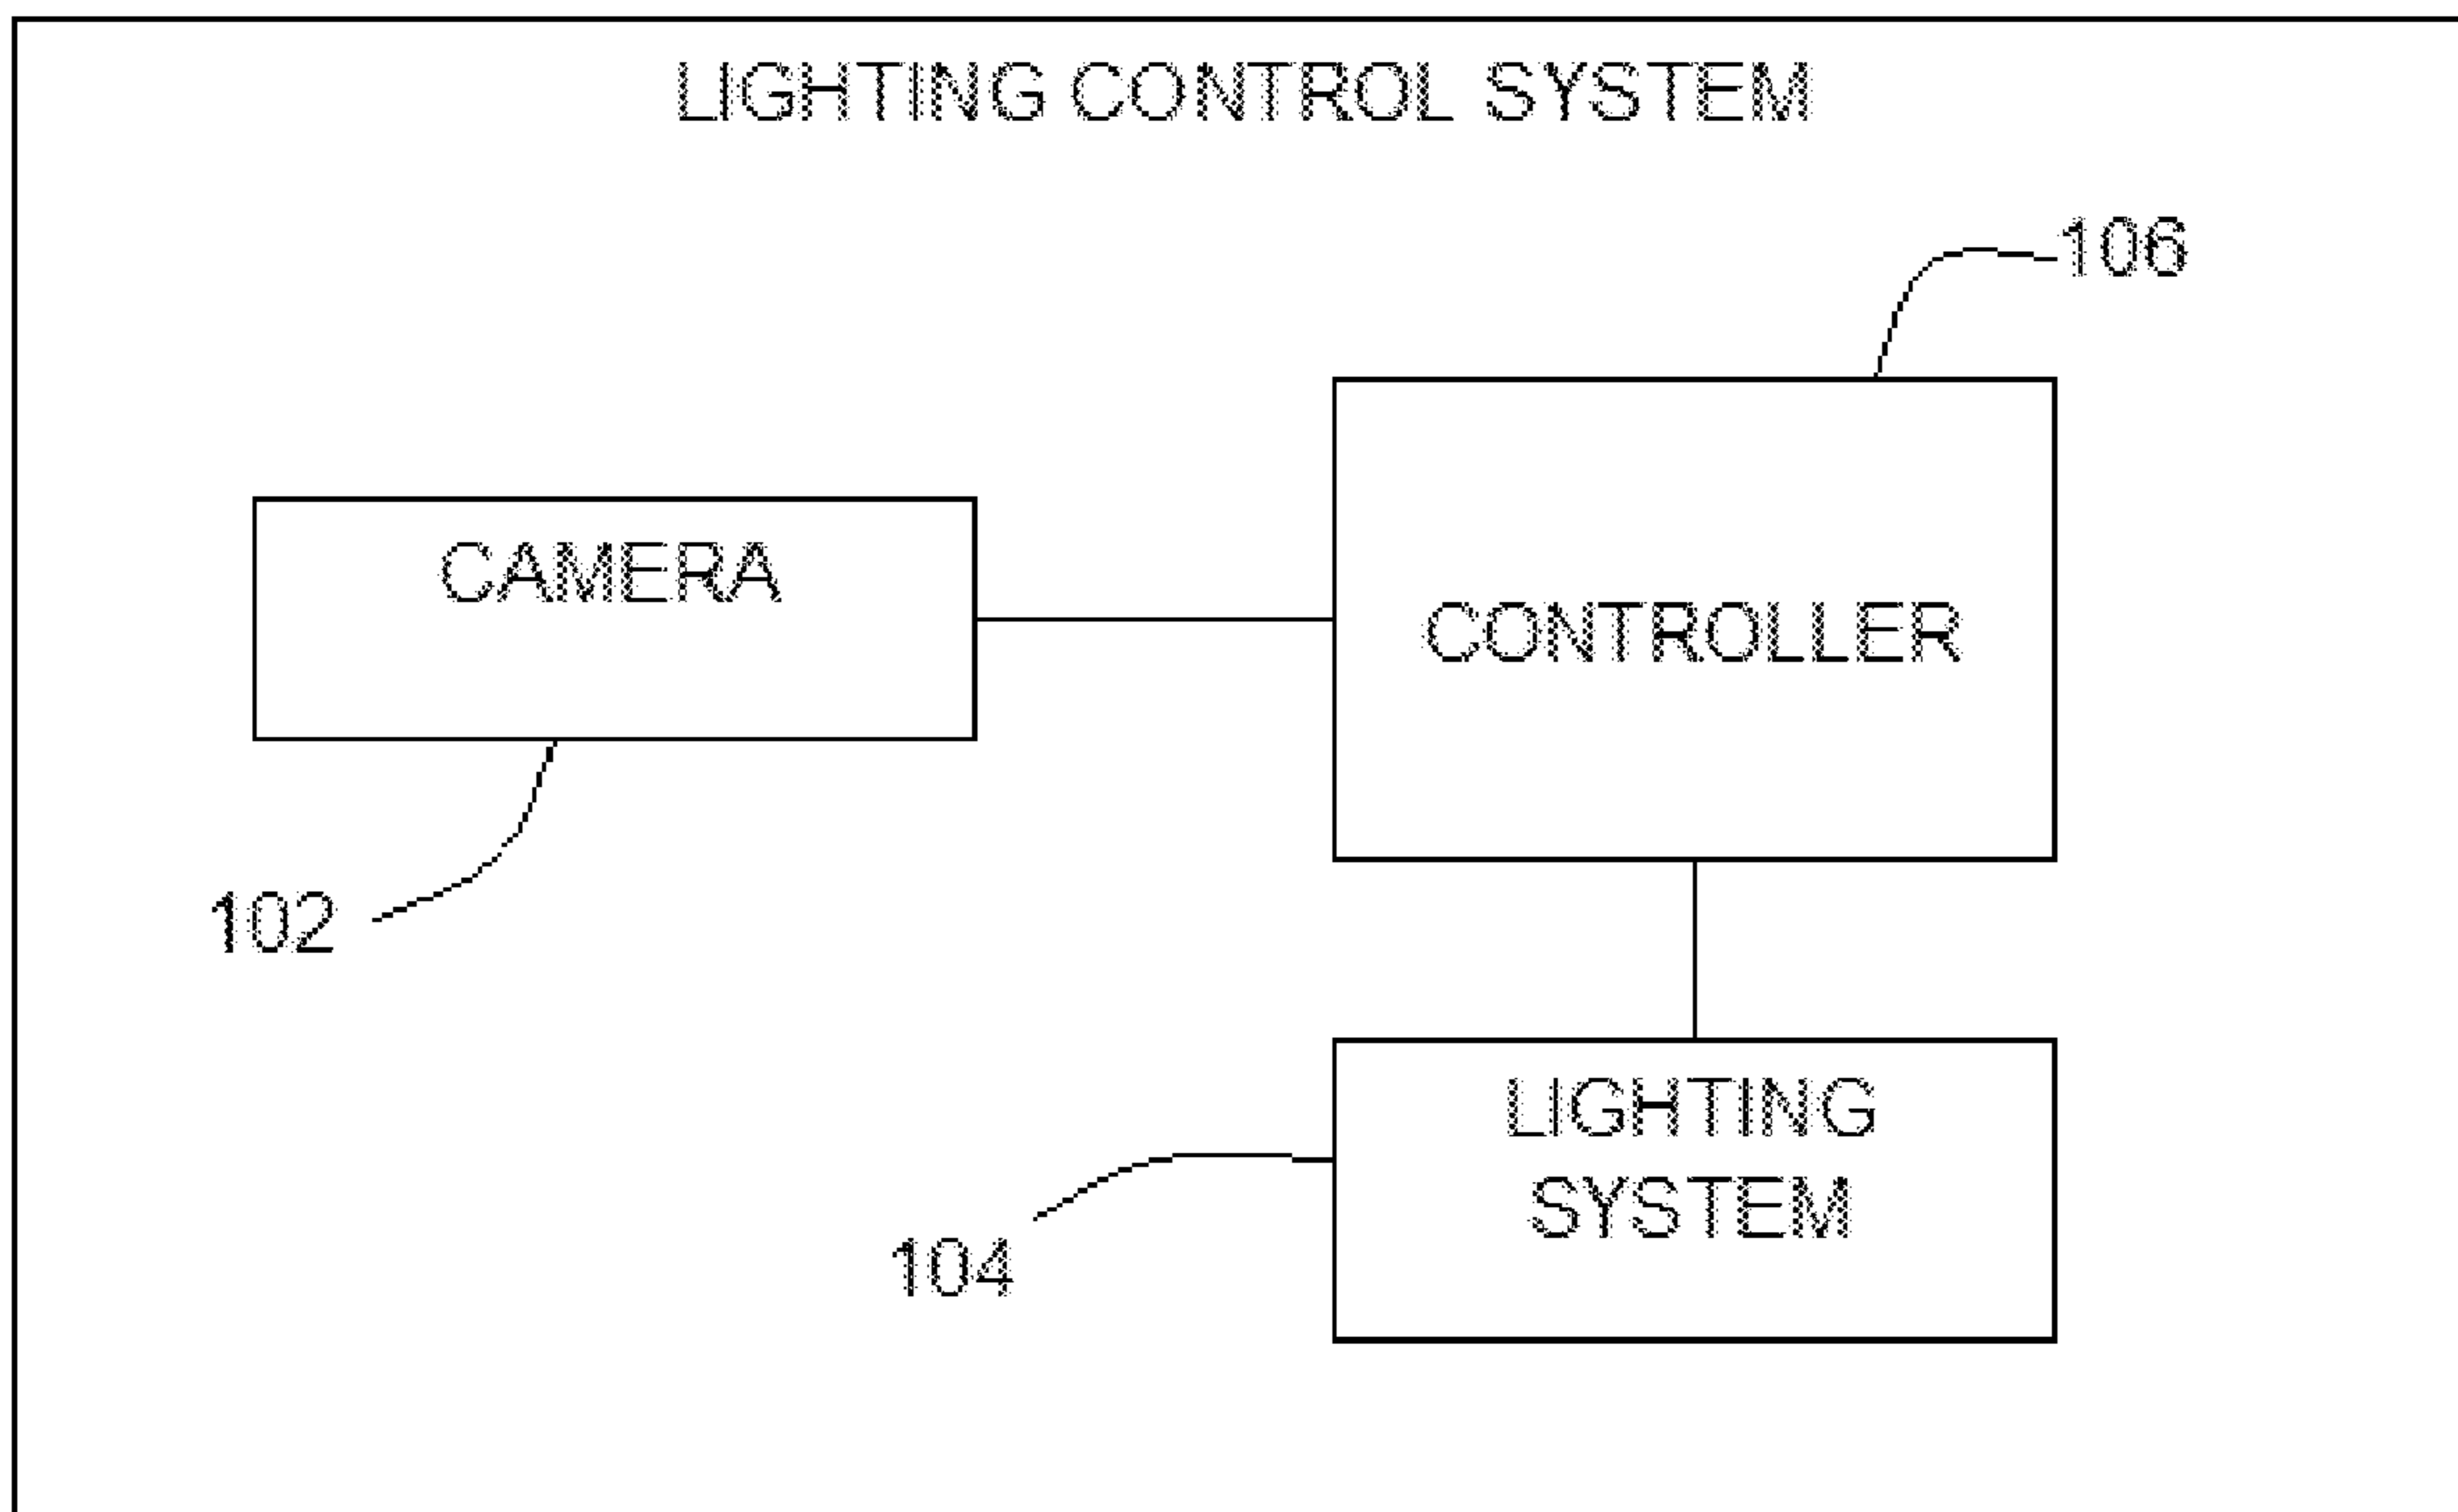 LIGHTING CONTROL SYSTEM
106
CAMERA
CONTROLLER
102
LIGHTING
SYSTEM
104